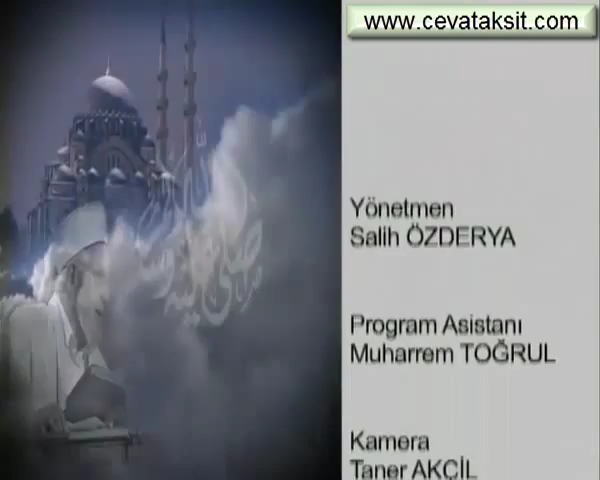 www.cevataksit.com
Yönetmen
Salih ÖZDERYA
Program Asistanı
Muharrem TOĞRUL
Kamera
Taner AKÇİL